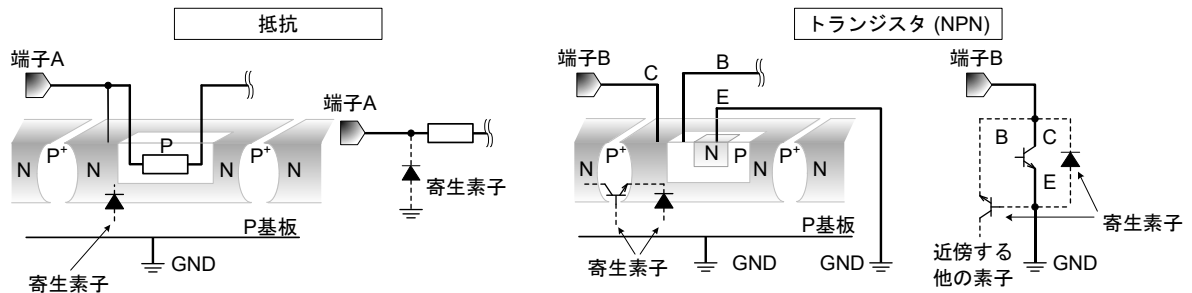 抵抗
トランジスタ (NPN)
端子A
端子A
P
N
P+
N
N
P+
N
寄生素子
P基板
GND
寄生素子
端子B
C
B
E
N
P+
N
N
P
N
P+
N
P基板
寄生素子
GND
GND
端子B
B
C
E
寄生素子
近傍する
他の素子
GND